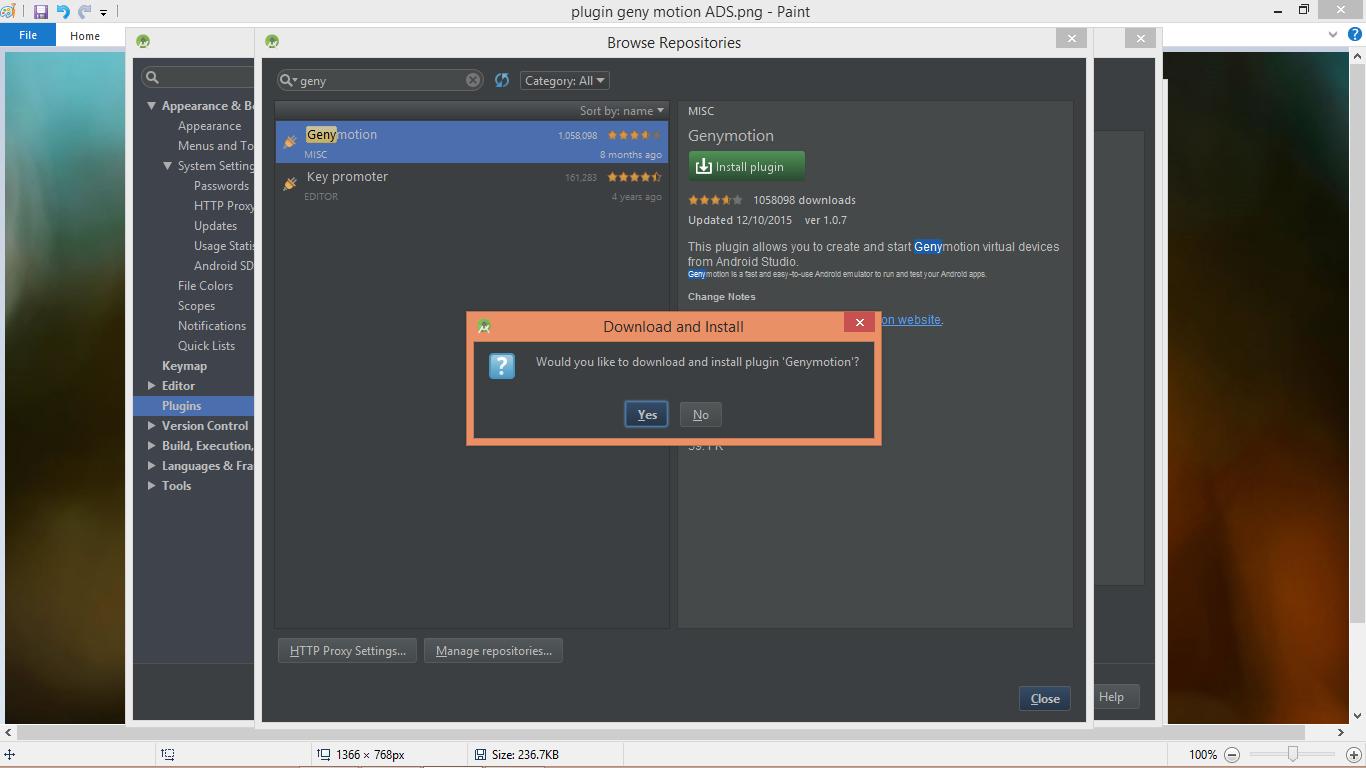 plugin geny motion ADS.png - Paint
File
Home
Browse Repositories
geny
Category: All
Appearance & Be
Appearance
Menus and To
System Setting
Passwords
HTTP Proxy
Updates
Usage Statis
Android SD
File Colors
Scopes
Notifications
Quick Lists
Keymap
Editor
Plugins
Version Control
Build, Execution,
Languages & Fra
Tools
Sort by: name
Genymotion 1,058,098
MISC 8 months ago
Key promoter 161,283
EDITOR 4 years ago
MISC
Genymotion
Install plugin
1058098 downloads
Updated 12/10/2015 ver 1.0.7
This plugin allows you to create and start Genymotion virtual devices
from Android Studio.
Genymotion is a fast and easy-to-use Android emulator to run and test your Android apps.
Change Notes
on website.
Download and Install
Would you like to download and install plugin 'Genymotion'?
Yes
No
HTTP Proxy Settings...
Manage repositories...
Close
Help
1366 × 768px
Size: 236.7KB
100%